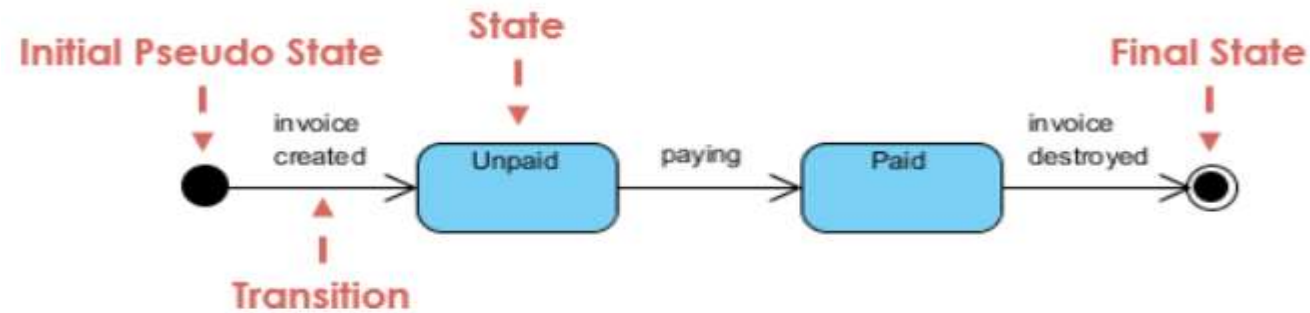 State
Initial Pseudo State
Final State
invoice
created
Unpaid
paying
Paid
invoice
destroyed
Transition